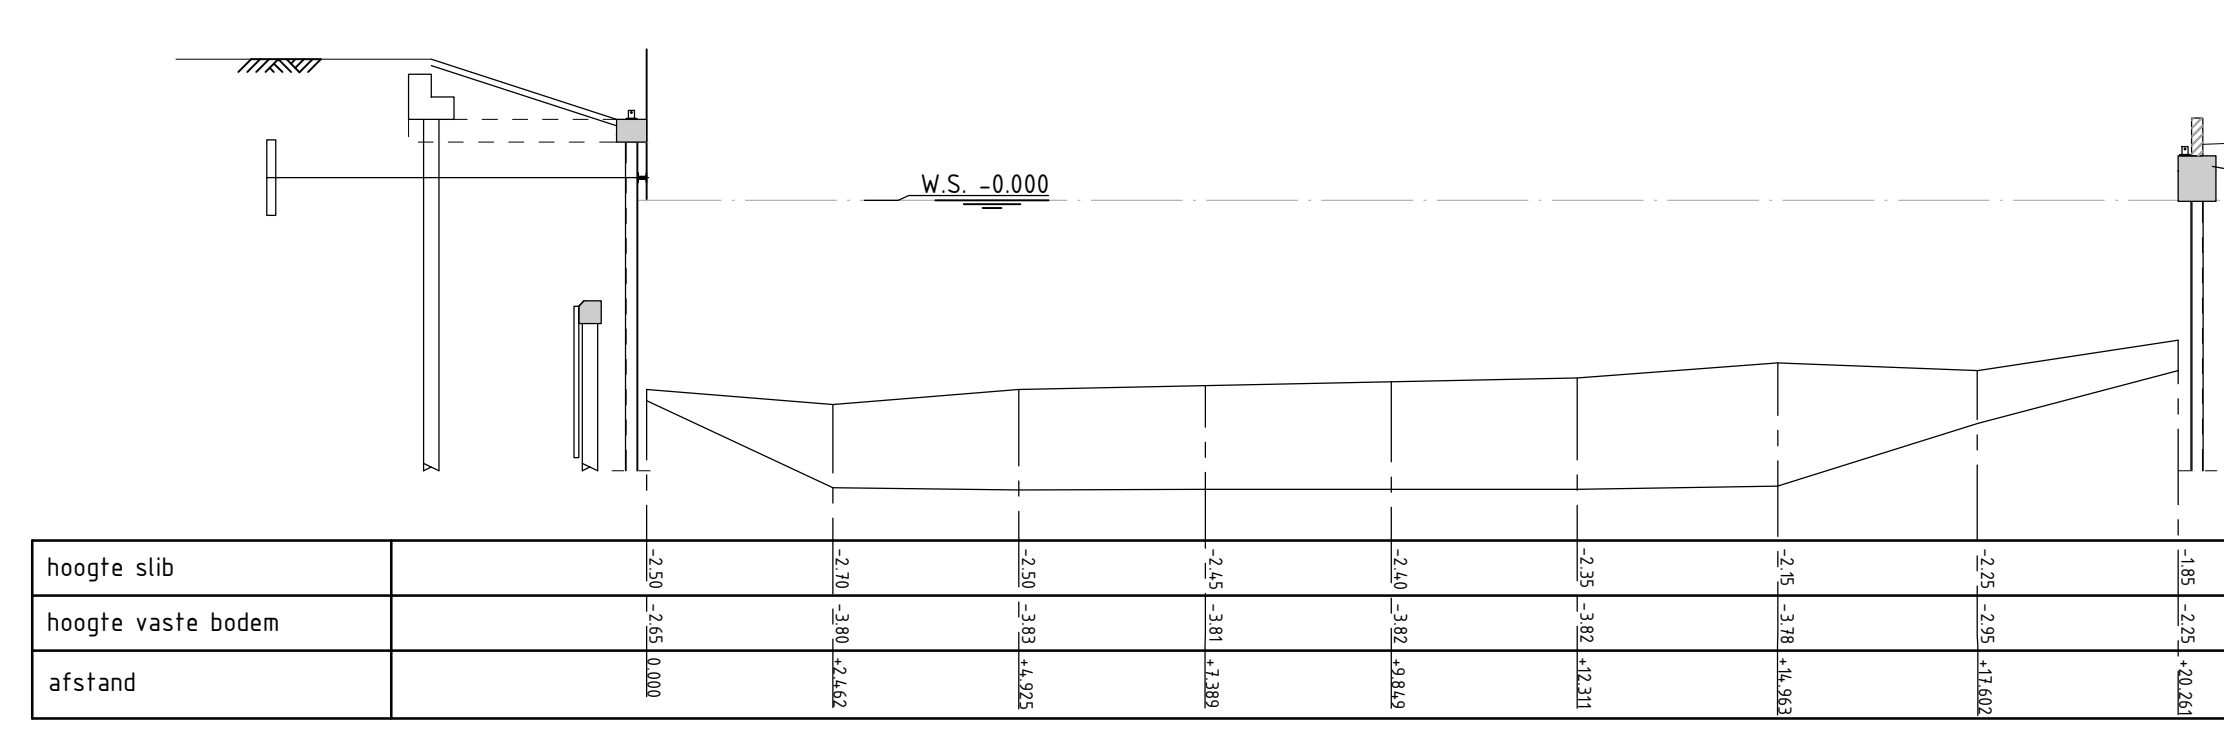 W.S. -0.000
hoogte slib -2.50 -2.70 -2.50 -2.45 -2.40 -2.35 -2.15 -2.25 -1.85
hoogte vaste bodem -2.65 -3.80 -3.83 -3.81 -3.82 -3.82 -3.78 -2.95 -2.25
afstand 0.000 +2.462 +4.925 +7.389 +9.849 +12.311 +14.963 +17.602 +20.261